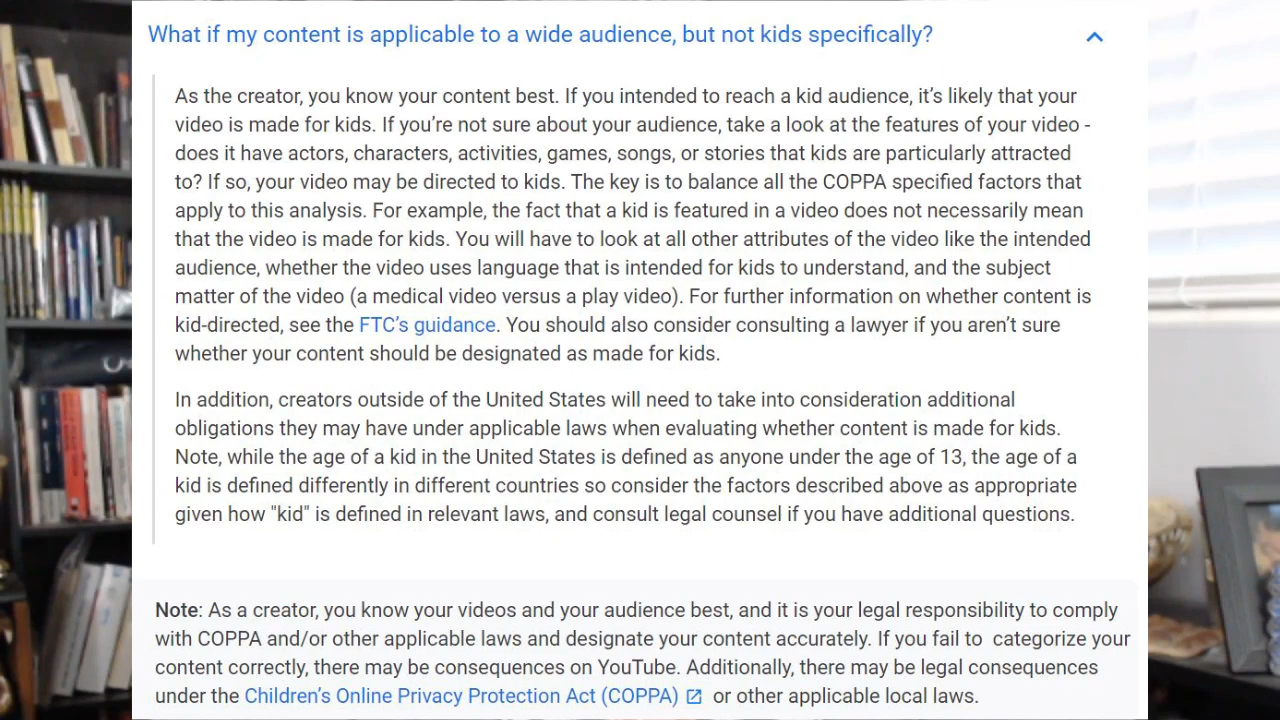 What if my content is applicable to a wide audience, but not kids specifically?
As the creator, you know your content best. If you intended to reach a kid audience, it’s likely that your
video is made for kids. If you’re not sure about your audience, take a look at the features of your video -
does it have actors, characters, activities, games, songs, or stories that kids are particularly attracted
to? If so, your video may be directed to kids. The key is to balance all the COPPA specified factors that
apply to this analysis. For example, the fact that a kid is featured in a video does not necessarily mean
that the video is made for kids. You will have to look at all other attributes of the video like the intended
audience, whether the video uses language that is intended for kids to understand, and the subject
matter of the video (a medical video versus a play video). For further information on whether content is
kid-directed, see the FTC’s guidance. You should also consider consulting a lawyer if you aren’t sure
whether your content should be designated as made for kids.
In addition, creators outside of the United States will need to take into consideration additional
obligations they may have under applicable laws when evaluating whether content is made for kids.
Note, while the age of a kid in the United States is defined as anyone under the age of 13, the age of a
kid is defined differently in different countries so consider the factors described above as appropriate
given how "kid" is defined in relevant laws, and consult legal counsel if you have additional questions.
Note: As a creator, you know your videos and your audience best, and it is your legal responsibility to comply
with COPPA and/or other applicable laws and designate your content accurately. If you fail to  categorize your
content correctly, there may be consequences on YouTube. Additionally, there may be legal consequences
under the Children’s Online Privacy Protection Act (COPPA) or other applicable local laws.